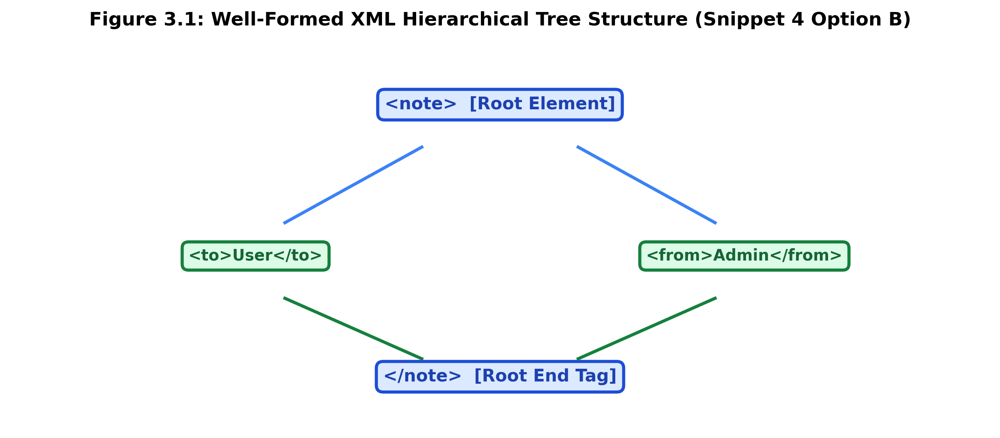 Figure 3.1: Well-Formed XML Hierarchical Tree Structure (Snippet 4 Option B)
<note>  [Root Element]
<to>User</to>
<from>Admin</from>
</note>  [Root End Tag]